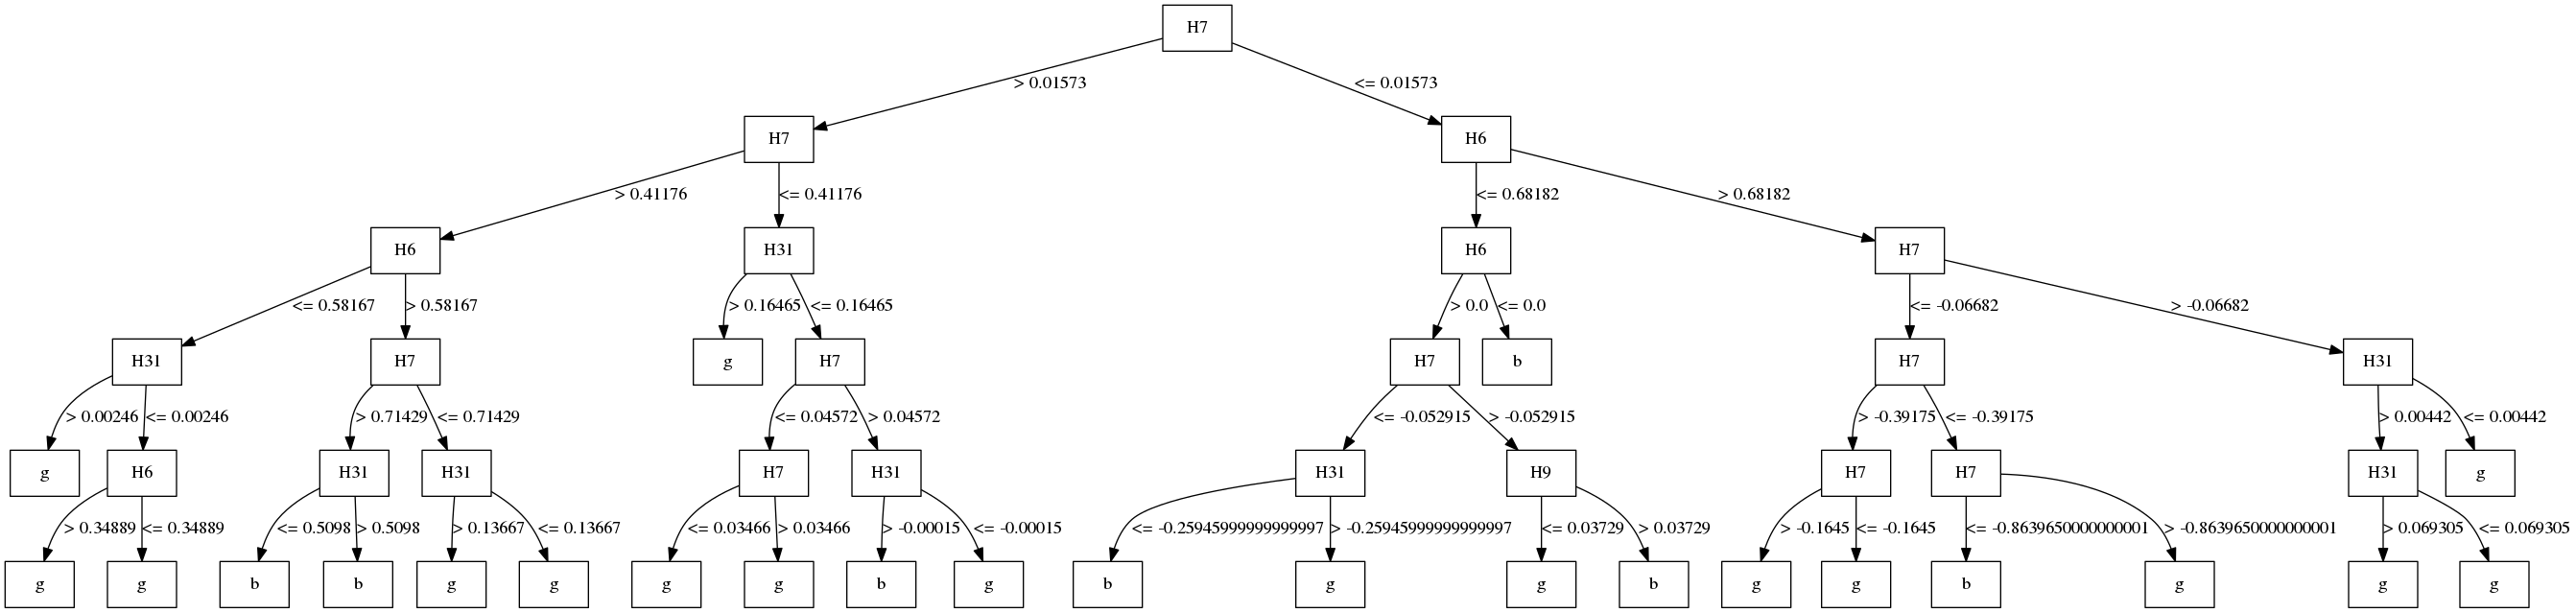 H7
> 0.01573 <= 0.01573
H7 H6
> 0.41176 <= 0.41176 <= 0.68182 > 0.68182
H6 H31 H6 H7
<= 0.58167 > 0.58167 > 0.16465 <= 0.16465 > 0.0 <= 0.0 <= -0.06682 > -0.06682
H31 H7 g H7 H7 b H7 H31
> 0.00246 <= 0.00246 > 0.71429 <= 0.71429 <= 0.04572 > 0.04572 <= -0.052915 > -0.052915 > -0.39175 <= -0.39175 > 0.00442 <= 0.00442
g H6 H31 H31 H7 H31 H31 H9 H7 H7 H31 g
> 0.34889 <= 0.34889 <= 0.5098 > 0.5098 > 0.13667 <= 0.13667 <= 0.03466 > 0.03466 > -0.00015 <= -0.00015 <= -0.25945999999999997 > -0.25945999999999997 <= 0.03729 > 0.03729 > -0.1645 <= -0.1645 <= -0.8639650000000001 > -0.8639650000000001 > 0.069305 <= 0.069305
g g b b g g g g b g b g g b g g b g g g